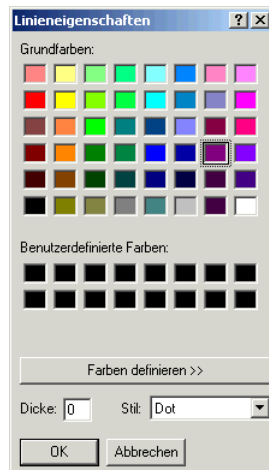 Linieneigenschaften
Grundfarben:
Benutzerdefinierte Farben:
Farben definieren >>
Dicke: 0 Stil: Dot
OK Abbrechen